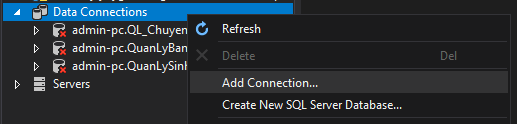 Data Connections
admin-pc.QL_Chuyen
admin-pc.QuanLyBan
admin-pc.QuanLySinh
Servers
Refresh
Delete Del
Add Connection...
Create New SQL Server Database...